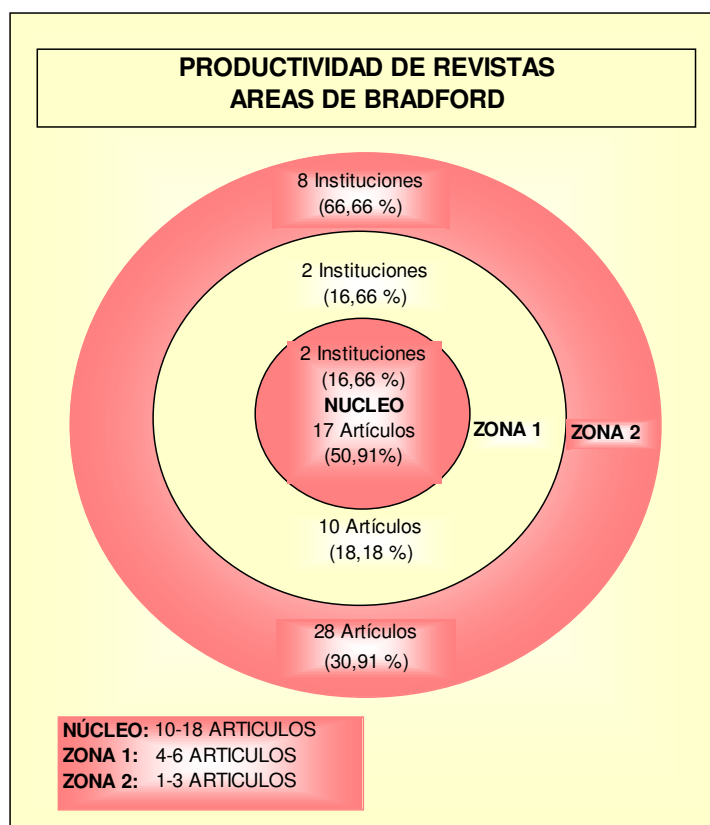 PRODUCTIVIDAD DE REVISTAS
AREAS DE BRADFORD
8 Instituciones
(66,66 %)
2 Instituciones
(16,66 %)
2 Instituciones
(16,66 %)
NUCLEO
17 Artículos
(50,91%)
ZONA 1
ZONA 2
10 Artículos
(18,18 %)
28 Artículos
(30,91 %)
NÚCLEO: 10-18 ARTICULOS
ZONA 1: 4-6 ARTICULOS
ZONA 2: 1-3 ARTICULOS